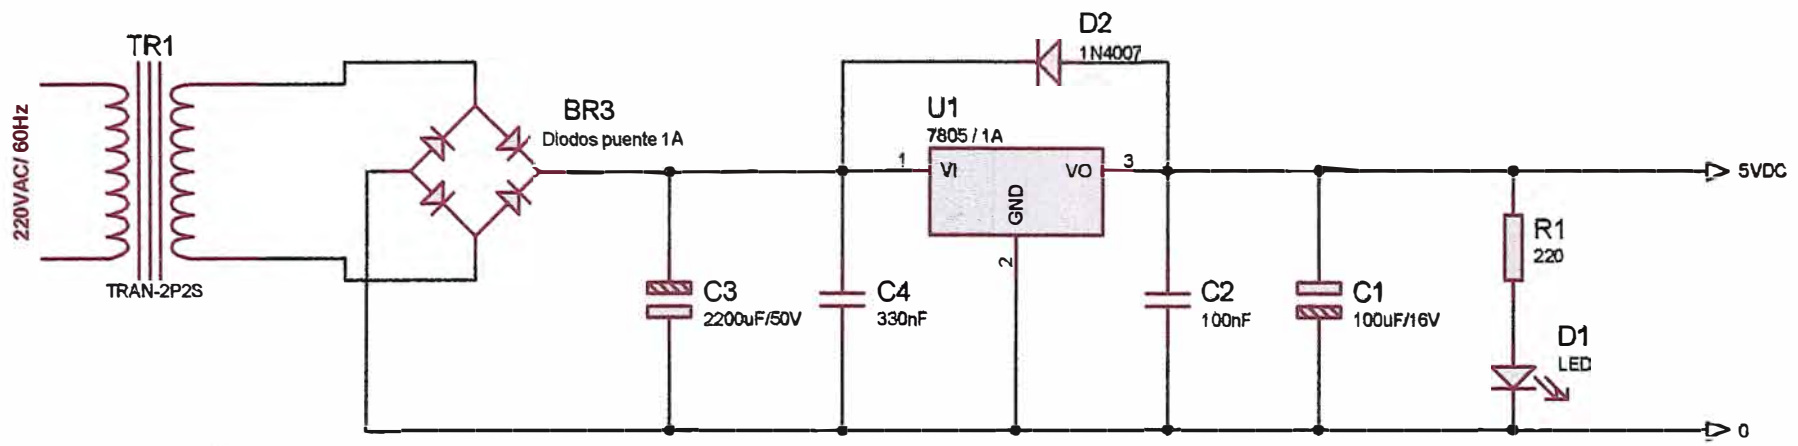 TR1
220VAC/ 60Hz
TRAN-2P2S
BR3
Diodos puente 1A
D2
1N4007
U1
7805 / 1A
1
VI
VO
3
GND
2
C3
2200uF/50V
C4
330nF
C2
100nF
C1
100uF/16V
R1
220
D1
LED
5VDC
0